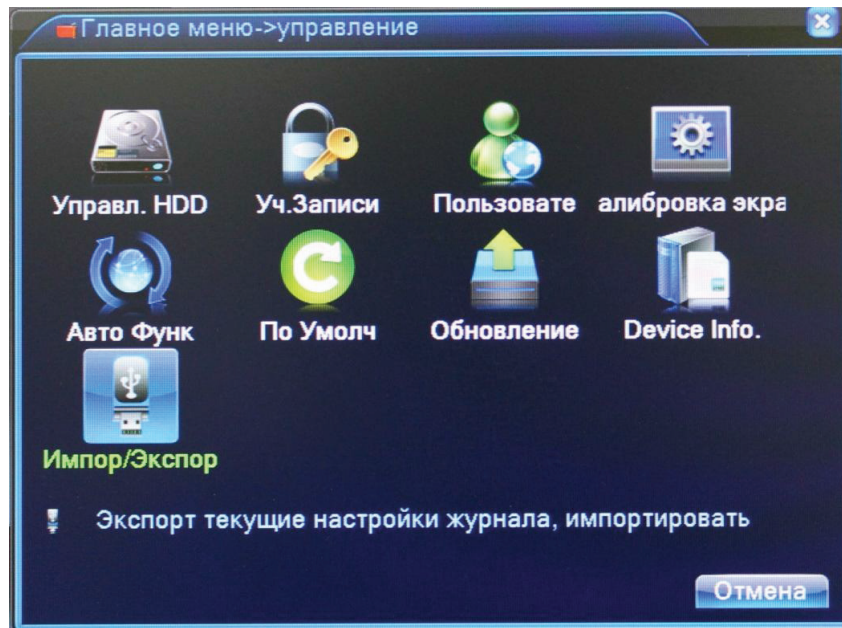 Главное меню->управление
Управл. HDD Уч.Записи Пользовате алибровка экра
Авто Функ По Умолч Обновление Device Info.
Импор/Экспор
Экспорт текущие настройки журнала, импортировать
Отмена